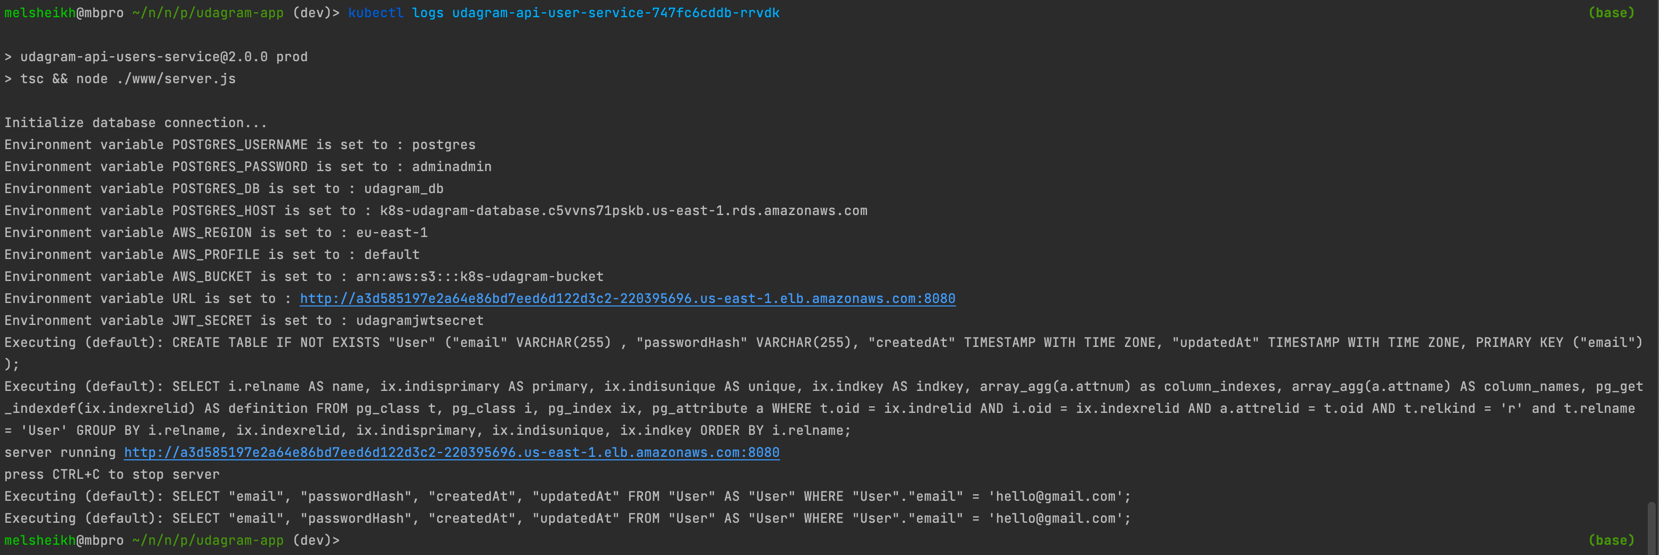 melsheikh@mbpro ~/n/n/p/udagram-app (dev)> kubectl logs udagram-api-user-service-747fc6cddb-rrvdk (base)
> udagram-api-users-service@2.0.0 prod
> tsc && node ./www/server.js
Initialize database connection...
Environment variable POSTGRES_USERNAME is set to : postgres
Environment variable POSTGRES_PASSWORD is set to : adminadmin
Environment variable POSTGRES_DB is set to : udagram_db
Environment variable POSTGRES_HOST is set to : k8s-udagram-database.c5vvns71pskb.us-east-1.rds.amazonaws.com
Environment variable AWS_REGION is set to : eu-east-1
Environment variable AWS_PROFILE is set to : default
Environment variable AWS_BUCKET is set to : arn:aws:s3:::k8s-udagram-bucket
Environment variable URL is set to : http://a3d585197e2a64e86bd7eed6d122d3c2-220395696.us-east-1.elb.amazonaws.com:8080
Environment variable JWT_SECRET is set to : udagramjwtsecret
Executing (default): CREATE TABLE IF NOT EXISTS "User" ("email" VARCHAR(255) , "passwordHash" VARCHAR(255), "createdAt" TIMESTAMP WITH TIME ZONE, "updatedAt" TIMESTAMP WITH TIME ZONE, PRIMARY KEY ("email")
);
Executing (default): SELECT i.relname AS name, ix.indisprimary AS primary, ix.indisunique AS unique, ix.indkey AS indkey, array_agg(a.attnum) as column_indexes, array_agg(a.attname) AS column_names, pg_get
_indexdef(ix.indexrelid) AS definition FROM pg_class t, pg_class i, pg_index ix, pg_attribute a WHERE t.oid = ix.indrelid AND i.oid = ix.indexrelid AND a.attrelid = t.oid AND t.relkind = 'r' and t.relname
= 'User' GROUP BY i.relname, ix.indexrelid, ix.indisprimary, ix.indisunique, ix.indkey ORDER BY i.relname;
server running http://a3d585197e2a64e86bd7eed6d122d3c2-220395696.us-east-1.elb.amazonaws.com:8080
press CTRL+C to stop server
Executing (default): SELECT "email", "passwordHash", "createdAt", "updatedAt" FROM "User" AS "User" WHERE "User"."email" = 'hello@gmail.com';
Executing (default): SELECT "email", "passwordHash", "createdAt", "updatedAt" FROM "User" AS "User" WHERE "User"."email" = 'hello@gmail.com';
melsheikh@mbpro ~/n/n/p/udagram-app (dev)> (base)